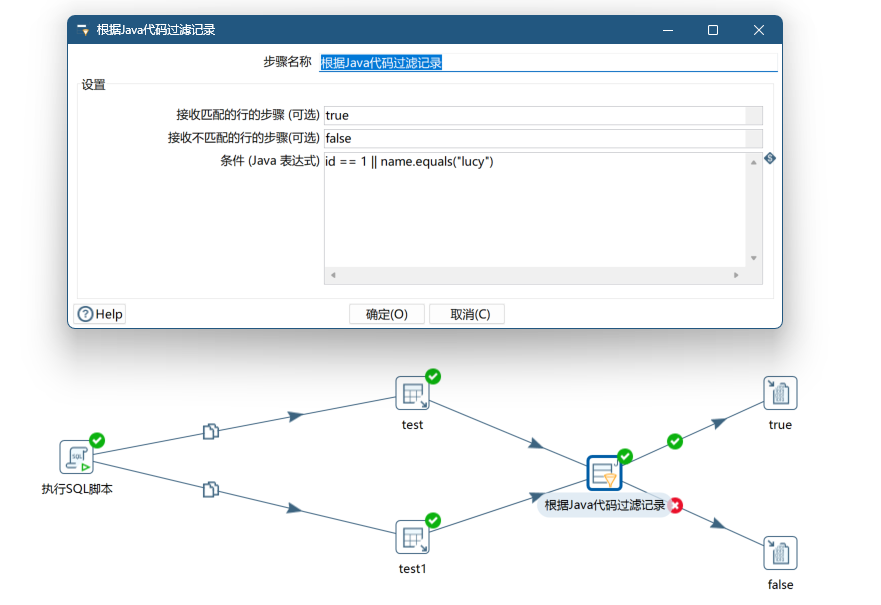 根据Java代码过滤记录
步骤名称 根据Java代码过滤记录
设置
接收匹配的行的步骤 (可选) true
接收不匹配的行的步骤(可选) false
条件 (Java 表达式) id == 1 || name.equals("lucy")
Help 确定(O) 取消(C)
test
true
SQL
执行SQL脚本
根据Java代码过滤记录
test1
false